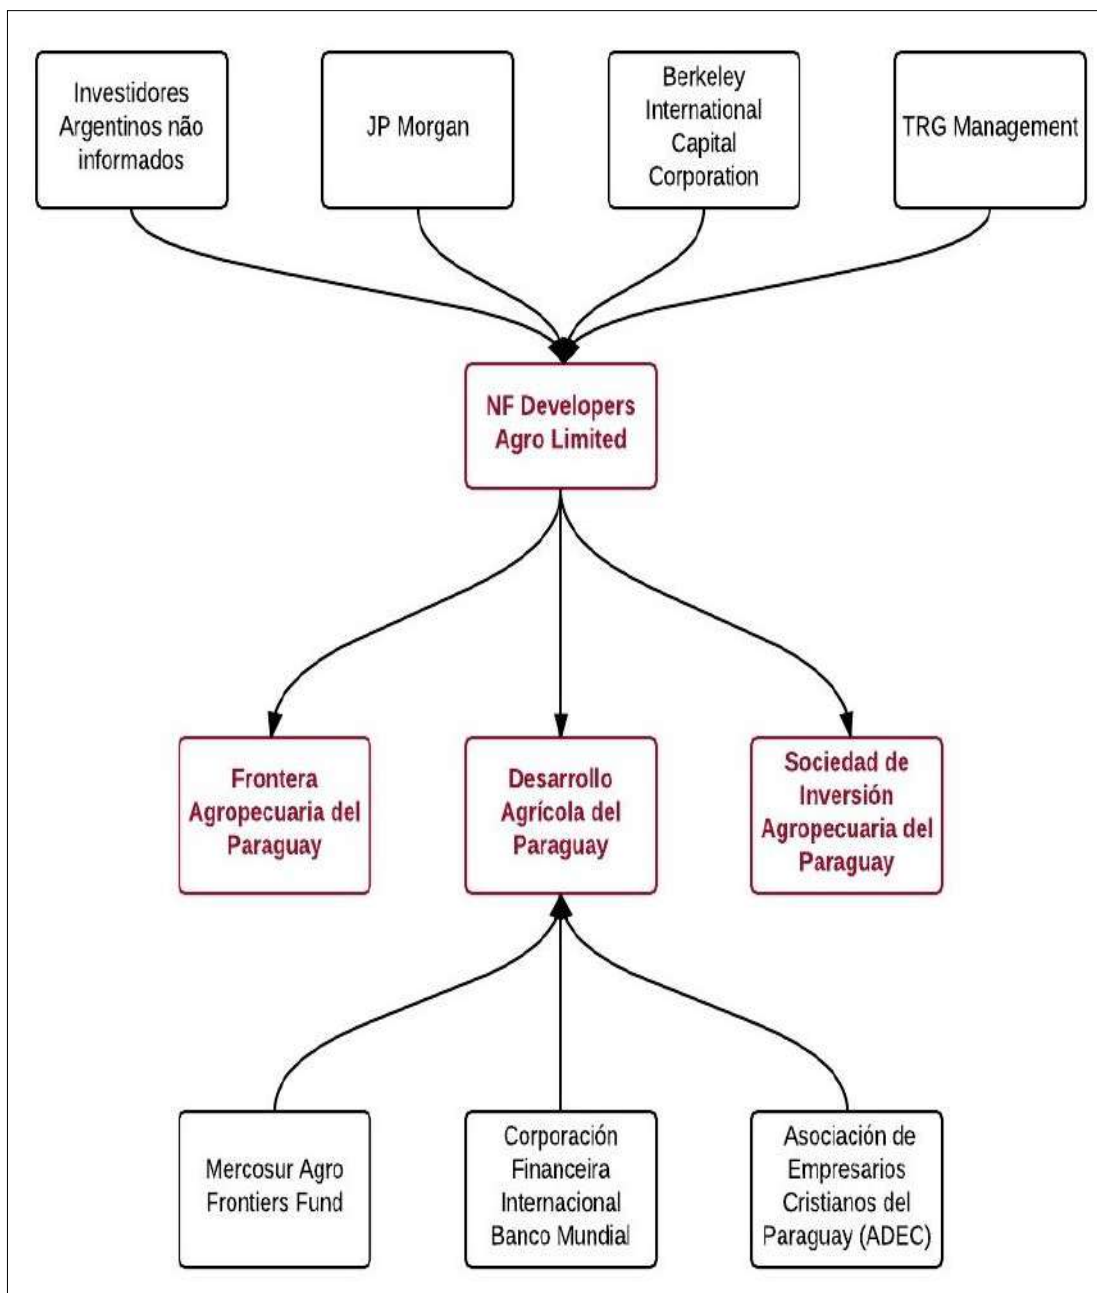 Investidores
Argentinos não
informados
JP Morgan
Berkeley
International
Capital
Corporation
TRG Management
NF Developers
Agro Limited
Frontera
Agropecuaria del
Paraguay
Desarrollo
Agrícola del
Paraguay
Sociedad de
Inversión
Agropecuaria del
Paraguay
Mercosur Agro
Frontiers Fund
Corporación
Financeira
Internacional
Banco Mundial
Asociación de
Empresarios
Cristianos del
Paraguay (ADEC)